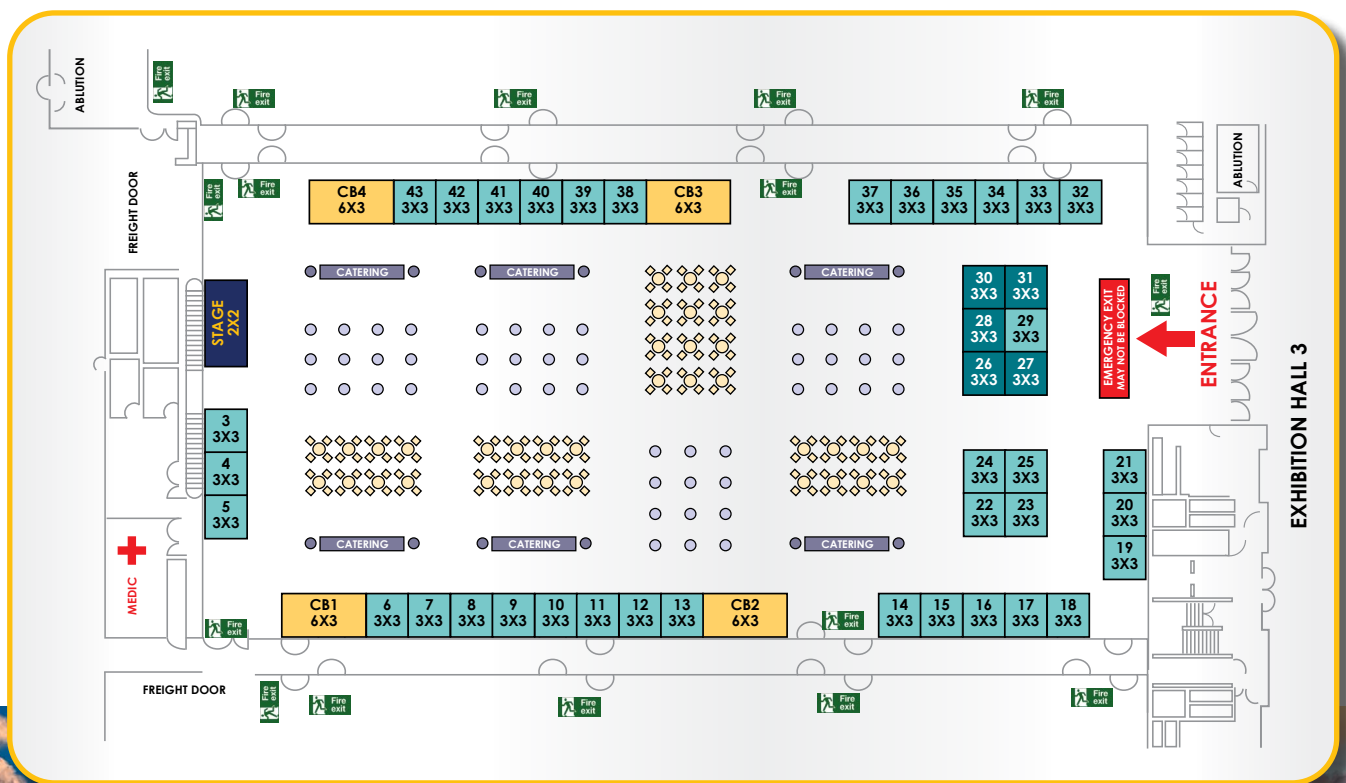 ABLUTION
Fire
exit
Fire
exit
Fire
exit
Fire
exit
Fire
exit
ABLUTION
FREIGHT DOOR
Fire
exit
Fire
exit
Fire
exit
CB4
6X3
43
3X3
42
3X3
41
3X3
40
3X3
39
3X3
38
3X3
CB3
6X3
37
3X3
36
3X3
35
3X3
34
3X3
33
3X3
32
3X3
CATERING
CATERING
CATERING
STAGE
2X2
30
3X3
31
3X3
28
3X3
29
3X3
26
3X3
27
3X3
EMERGENCY EXIT
MAY NOT BE BLOCKED
Fire
exit
ENTRANCE
EXHIBITION HALL 3
3
3X3
4
3X3
5
3X3
24
3X3
25
3X3
22
3X3
23
3X3
21
3X3
20
3X3
19
3X3
MEDIC
CATERING
CATERING
CATERING
CB1
6X3
6
3X3
7
3X3
8
3X3
9
3X3
10
3X3
11
3X3
12
3X3
13
3X3
CB2
6X3
14
3X3
15
3X3
16
3X3
17
3X3
18
3X3
Fire
exit
Fire
exit
FREIGHT DOOR
Fire
exit
Fire
exit
Fire
exit
Fire
exit
Fire
exit